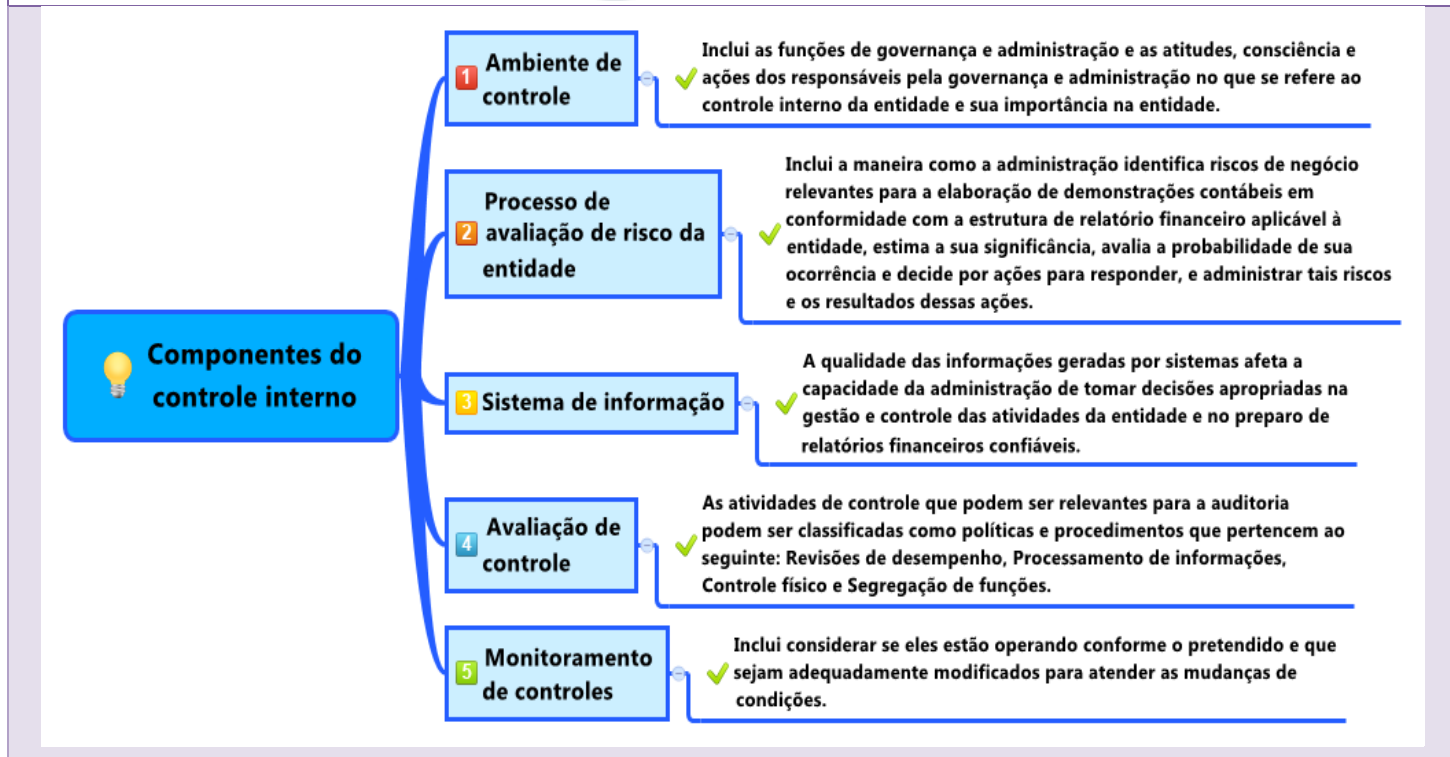 Componentes do
controle interno
1
Ambiente de
controle
Inclui as funções de governança e administração e as atitudes, consciência e
ações dos responsáveis pela governança e administração no que se refere ao
controle interno da entidade e sua importância na entidade.
2
Processo de
avaliação de risco da
entidade
Inclui a maneira como a administração identifica riscos de negócio
relevantes para a elaboração de demonstrações contábeis em
conformidade com a estrutura de relatório financeiro aplicável à
entidade, estima a sua significância, avalia a probabilidade de sua
ocorrência e decide por ações para responder, e administrar tais riscos
e os resultados dessas ações.
3
Sistema de informação
A qualidade das informações geradas por sistemas afeta a
capacidade da administração de tomar decisões apropriadas na
gestão e controle das atividades da entidade e no preparo de
relatórios financeiros confiáveis.
4
Avaliação de
controle
As atividades de controle que podem ser relevantes para a auditoria
podem ser classificadas como políticas e procedimentos que pertencem ao
seguinte: Revisões de desempenho, Processamento de informações,
Controle físico e Segregação de funções.
5
Monitoramento
de controles
Inclui considerar se eles estão operando conforme o pretendido e que
sejam adequadamente modificados para atender as mudanças de
condições.